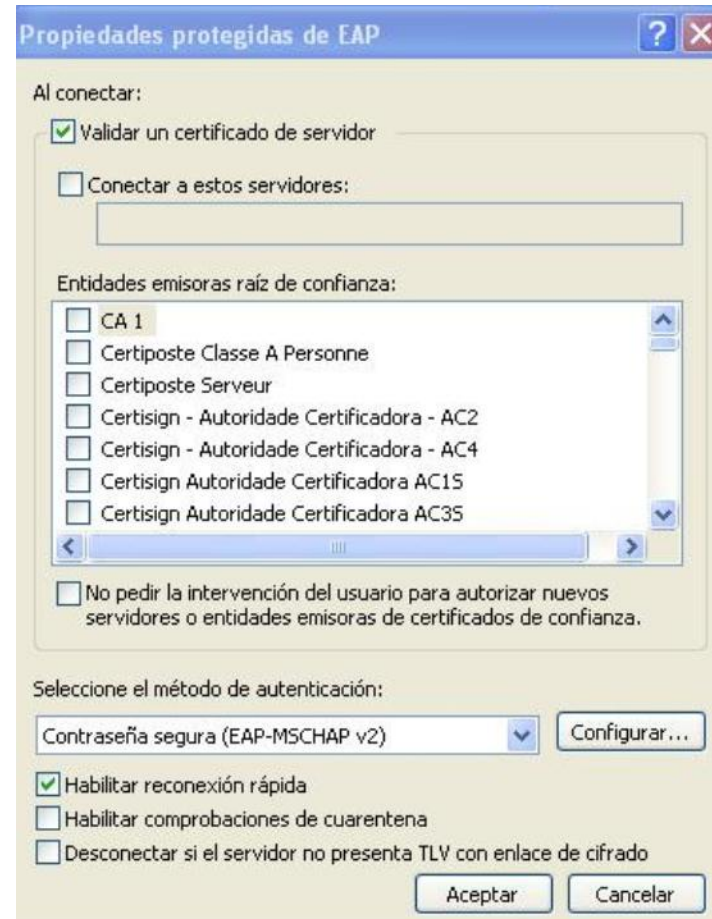 Propiedades protegidas de EAP
Al conectar:
Validar un certificado de servidor
Conectar a estos servidores:
Entidades emisoras raíz de confianza:
CA 1
Certiposte Classe A Personne
Certiposte Serveur
Certisign - Autoridade Certificadora - AC2
Certisign - Autoridade Certificadora - AC4
Certisign Autoridade Certificadora AC1S
Certisign Autoridade Certificadora AC3S
No pedir la intervención del usuario para autorizar nuevos
servidores o entidades emisoras de certificados de confianza.
Seleccione el método de autenticación:
Contraseña segura (EAP-MSCHAP v2)
Configurar...
Habilitar reconexión rápida
Habilitar comprobaciones de cuarentena
Desconectar si el servidor no presenta TLV con enlace de cifrado
Aceptar
Cancelar